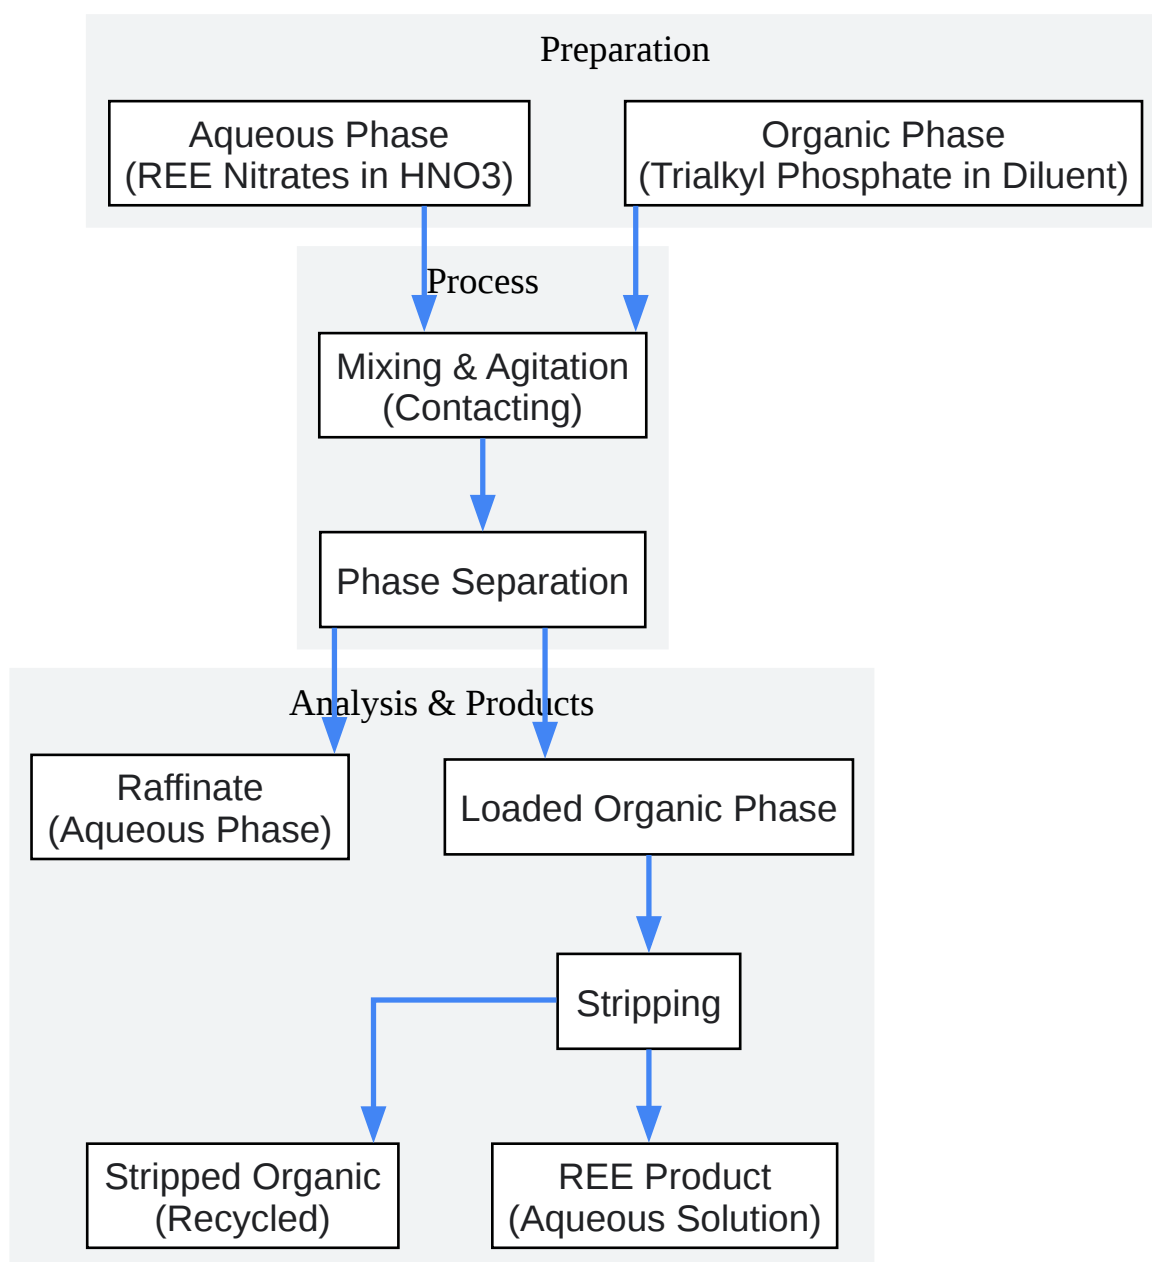 Preparation
Aqueous Phase
(REE Nitrates in HNO3)
Organic Phase
(Trialkyl Phosphate in Diluent)
Process
Mixing & Agitation
(Contacting)
Phase Separation
Analysis & Products
Raffinate
(Aqueous Phase)
Loaded Organic Phase
Stripping
Stripped Organic
(Recycled)
REE Product
(Aqueous Solution)